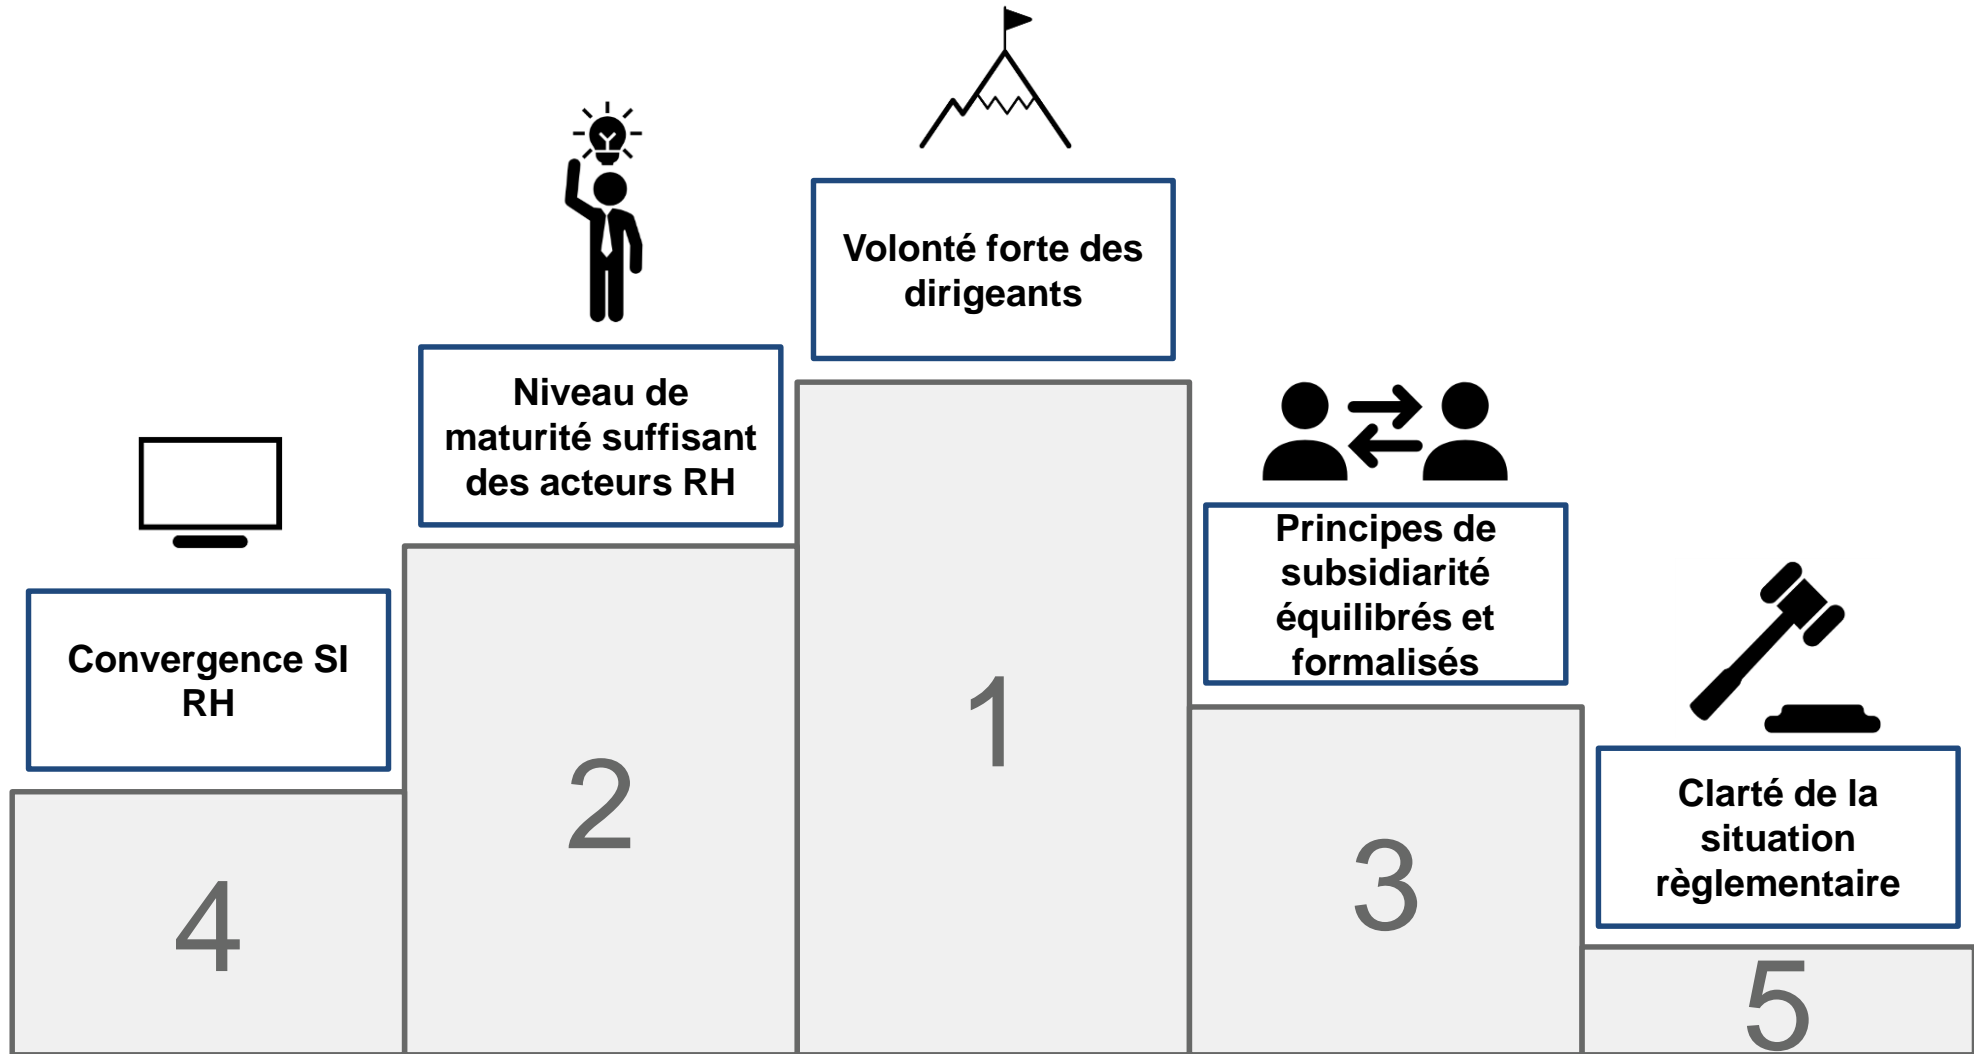 Volonté forte des
dirigeants
Niveau de
maturité suffisant
des acteurs RH
Principes de
subsidiarité
équilibrés et
formalisés
Convergence SI
RH
Clarté de la
situation
règlementaire
4
2
1
3
5